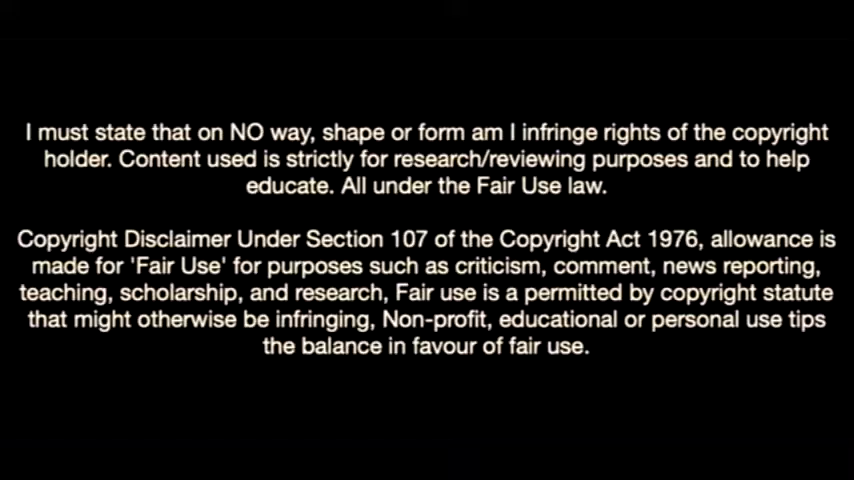 I must state that on NO way, shape or form am I infringe rights of the copyright
holder. Content used is strictly for research/reviewing purposes and to help
educate. All under the Fair Use law.
Copyright Disclaimer Under Section 107 of the Copyright Act 1976, allowance is
made for 'Fair Use' for purposes such as criticism, comment, news reporting,
teaching, scholarship, and research, Fair use is a permitted by copyright statute
that might otherwise be infringing, Non-profit, educational or personal use tips
the balance in favour of fair use.